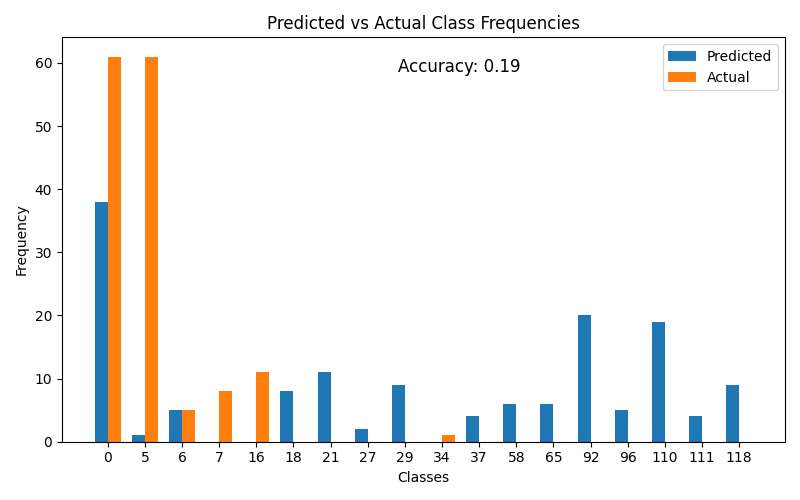 Predicted vs Actual Class Frequencies
Accuracy: 0.19
Predicted
Actual
Frequency
60
50
40
30
20
10
0
0 5 6 7 16 18 21 27 29 34 37 58 65 92 96 110 111 118
Classes